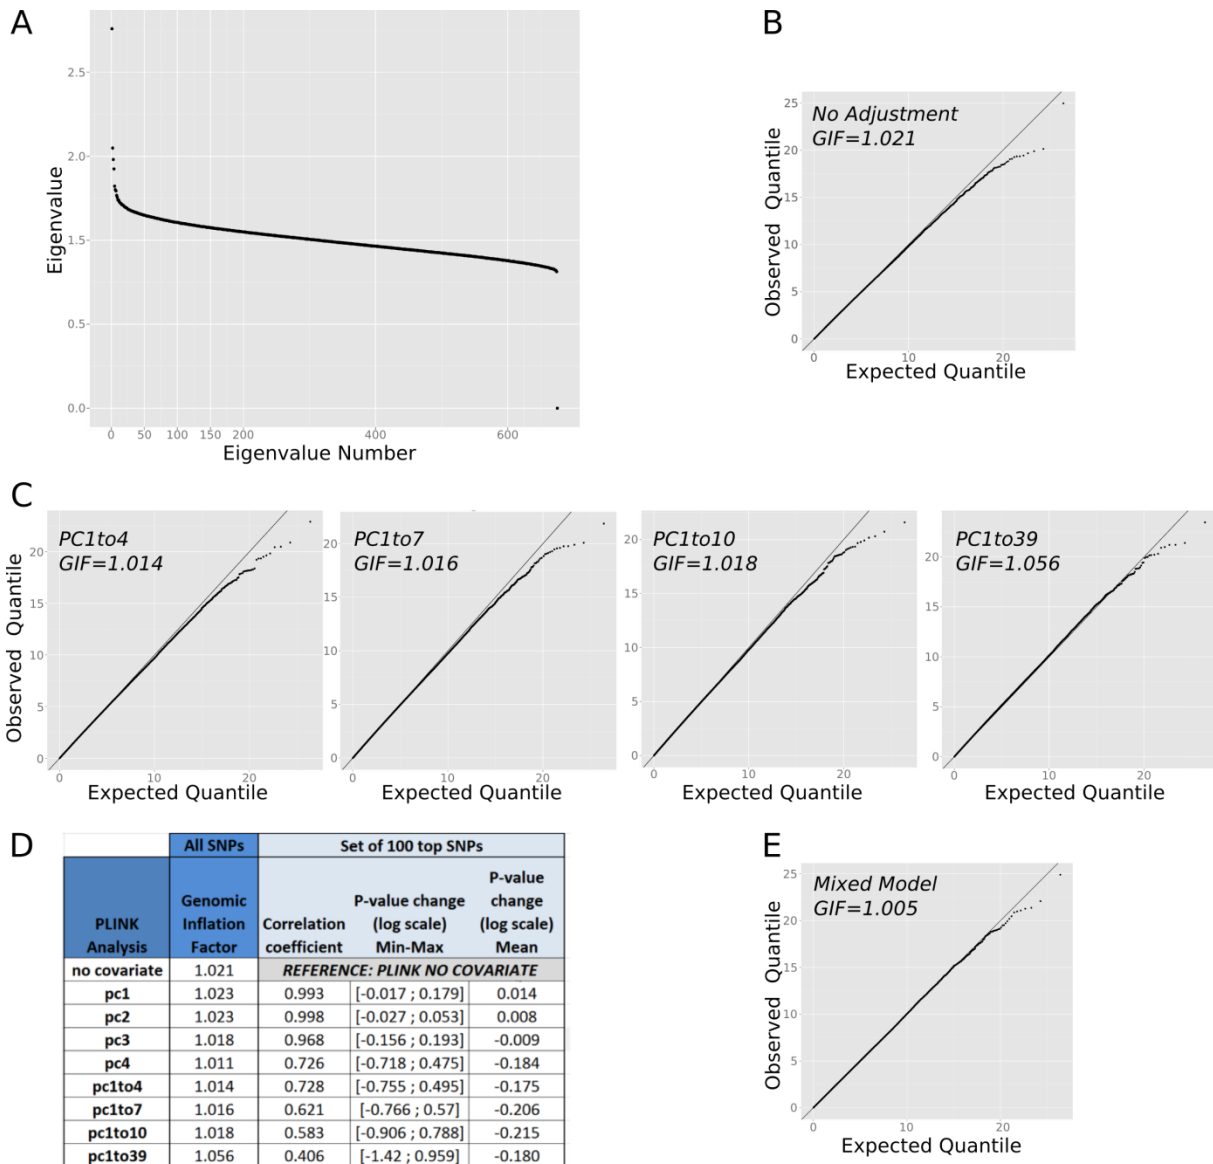 A
2.5
2.0
1.5
0.5
0.0
Eigenvalue
0 50 100 150 200 400 600
Eigenvalue Number
B
No Adjustment
GIF=1.021
25
20
15
10
5
0
Observed Quantile
0 10 20
Expected Quantile
C
PC1to4
GIF=1.014
20
15
10
5
0
Observed Quantile
0 10 20
Expected Quantile
PC1to7
GIF=1.016
20
15
10
5
0
0 10 20
Expected Quantile
PC1to10
GIF=1.018
20
15
10
5
0
0 10 20
Expected Quantile
PC1to39
GIF=1.056
20
15
10
5
0
0 10 20
Expected Quantile
D
All SNPs Set of 100 top SNPs
PLINK Analysis Genomic Inflation Factor Correlation coefficient P-value change (log scale) Min-Max P-value change (log scale) Mean
no covariate 1.021 REFERENCE: PLINK NO COVARIATE
pc1 1.023 0.993 [-0.017 ; 0.179] 0.014
pc2 1.023 0.998 [-0.027 ; 0.053] 0.008
pc3 1.018 0.968 [-0.156 ; 0.193] -0.009
pc4 1.011 0.726 [-0.718 ; 0.475] -0.184
pc1to4 1.014 0.728 [-0.755 ; 0.495] -0.175
pc1to7 1.016 0.621 [-0.766 ; 0.57] -0.206
pc1to10 1.018 0.583 [-0.906 ; 0.788] -0.215
pc1to39 1.056 0.406 [-1.42 ; 0.959] -0.180
E
Mixed Model
GIF=1.005
25
20
15
10
5
0
Observed Quantile
0 10 20
Expected Quantile